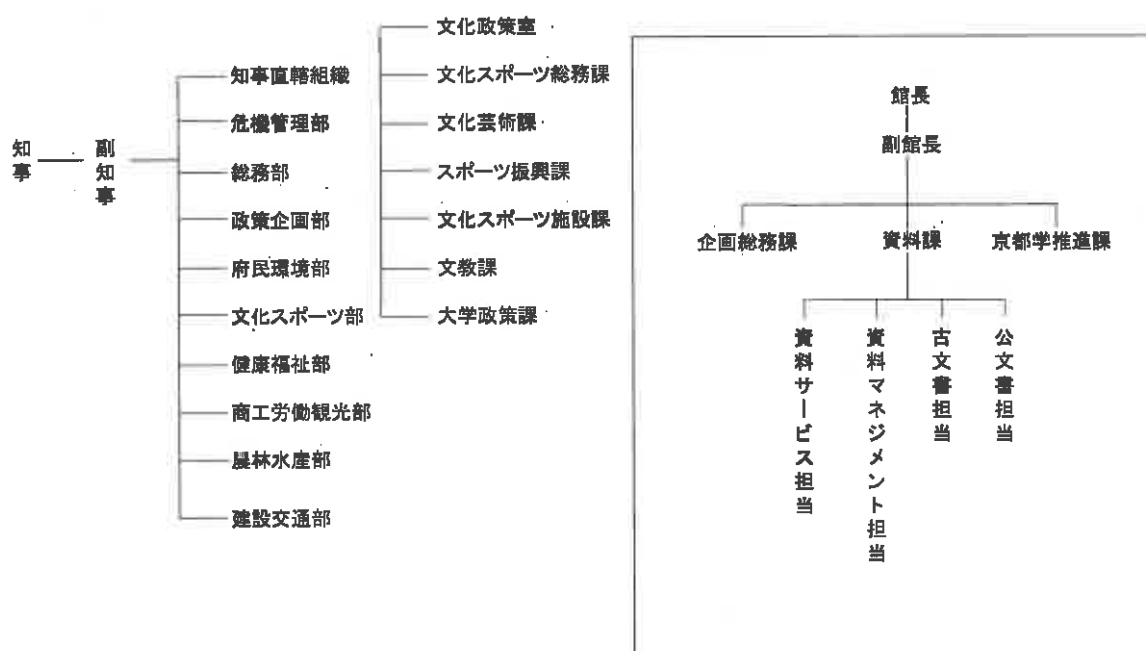 知事
副知事
知事直轄組織
危機管理部
総務部
政策企画部
府民環境部
文化スポーツ部
健康福祉部
商工労働観光部
農林水産部
建設交通部
文化政策室
文化スポーツ総務課
文化芸術課
スポーツ振興課
文化スポーツ施設課
文教課
大学政策課
館長
副館長
企画総務課
資料課
京都学推進課
資料サービス担当
資料マネジメント担当
古文書担当
公文書担当